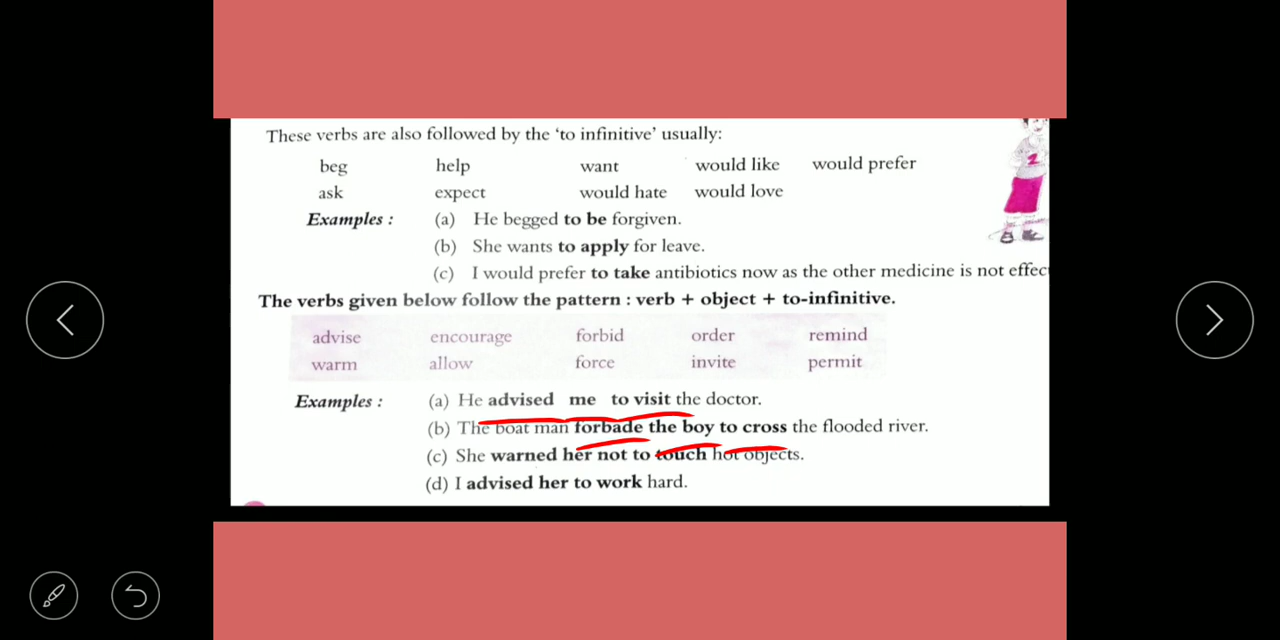 These verbs are also followed by the ‘to infinitive’ usually:
beg help want would like would prefer
ask expect would hate would love
Examples : (a) He begged to be forgiven.
(b) She wants to apply for leave.
(c) I would prefer to take antibiotics now as the other medicine is not effec
The verbs given below follow the pattern : verb + object + to-infinitive.
advise encourage forbid order remind
warm allow force invite permit
Examples : (a) He advised me to visit the doctor.
(b) The boat man forbade the boy to cross the flooded river.
(c) She warned her not to touch hot objects.
(d) I advised her to work hard.